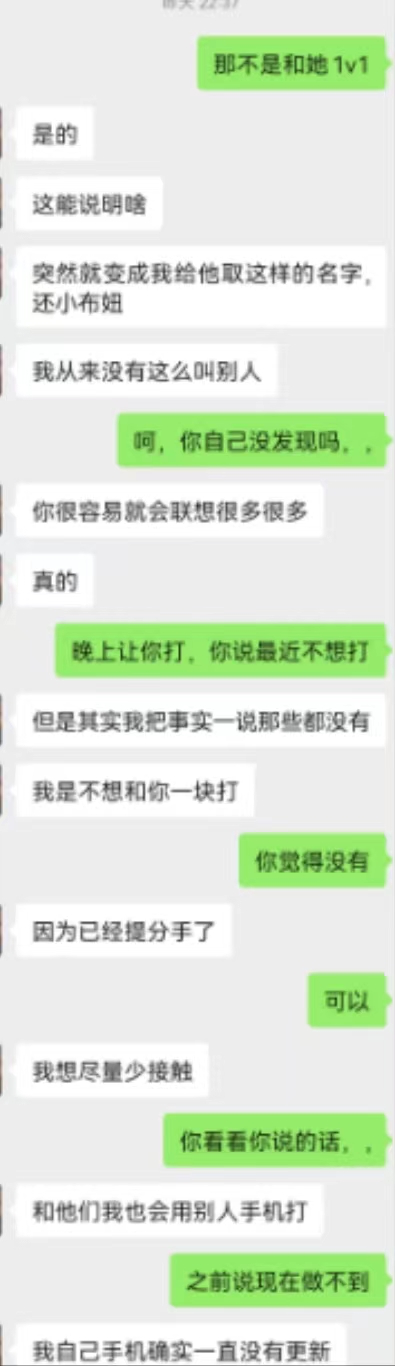 昨天 22:37
那不是和她1v1
是的
这能说明啥
突然就变成我给他取这样的名字,
还小布妞
我从来没有这么叫别人
呵，你自己没发现吗，，
你很容易就会联想很多很多
真的
晚上让你打，你说最近不想打
但是其实我把事实一说那些都没有
我是不想和你一块打
你觉得没有
因为已经提分手了
可以
我想尽量少接触
你看看你说的话，，
和他们我也会用别人手机打
之前说现在做不到
我自己手机确实一直没有更新